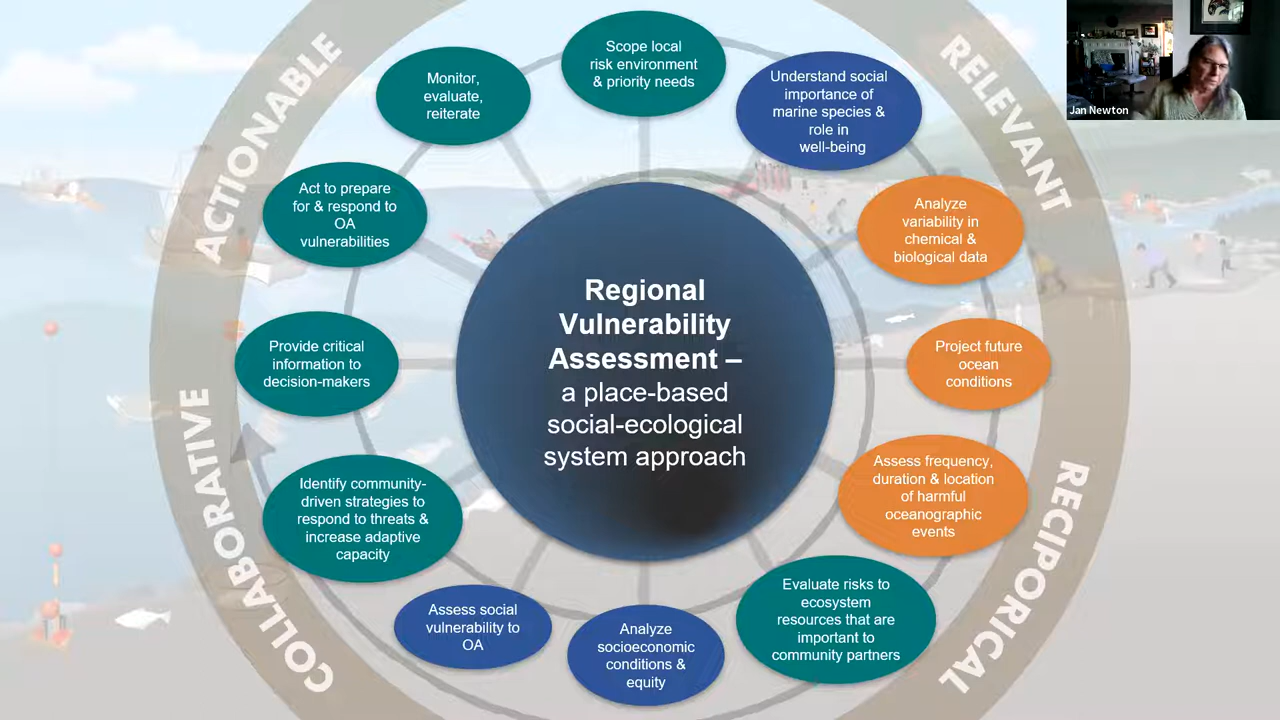 ACTIONABLE
RELEVANT
RECIPORICAL
COLLABORATIVE
Regional
Vulnerability
Assessment –
a place-based
social-ecological
system approach
Scope local
risk environment
& priority needs
Understand social
importance of
marine species &
role in
well-being
Analyze
variability in
chemical &
biological data
Project future
ocean
conditions
Assess frequency,
duration & location
of harmful
oceanographic
events
Evaluate risks to
ecosystem
resources that are
important to
community partners
Analyze
socioeconomic
conditions &
equity
Assess social
vulnerability to
OA
Identify community-
driven strategies to
respond to threats &
increase adaptive
capacity
Provide critical
information to
decision-makers
Act to prepare
for & respond to
OA
vulnerabilities
Monitor,
evaluate,
reiterate
Jan Newton